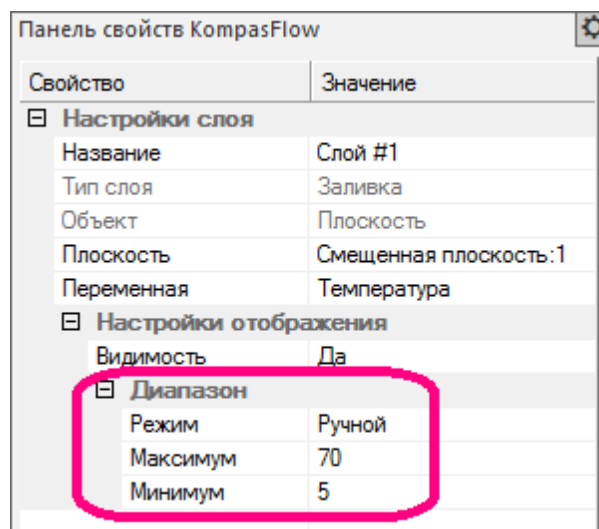 Панель свойств KompasFlow
Свойство Значение
Настройки слоя
Название Слой #1
Тип слоя Заливка
Объект Плоскость
Плоскость Смещенная плоскость:1
Переменная Температура
Настройки отображения
Видимость Да
Диапазон
Режим Ручной
Максимум 70
Минимум 5